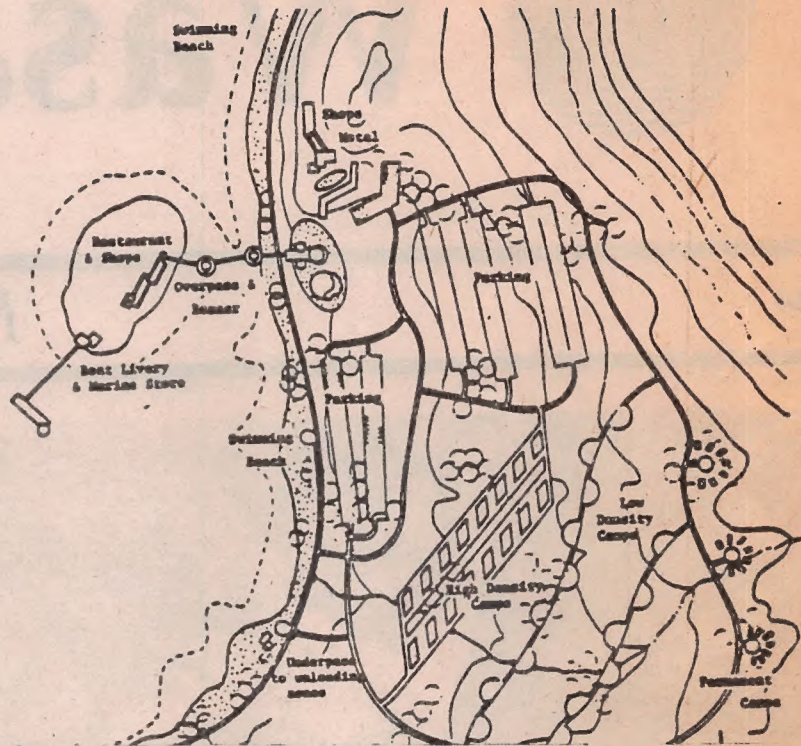 Swimming
Beach
Shops
Motel
Restaurant
& Shops
Overpass &
Bazaar
Parking
Boat Livery
& Marine Store
Parking
Swimming
Beach
Low
Density
Camps
High Density
Camps
Underpass
to unloading
Permanent
Camps